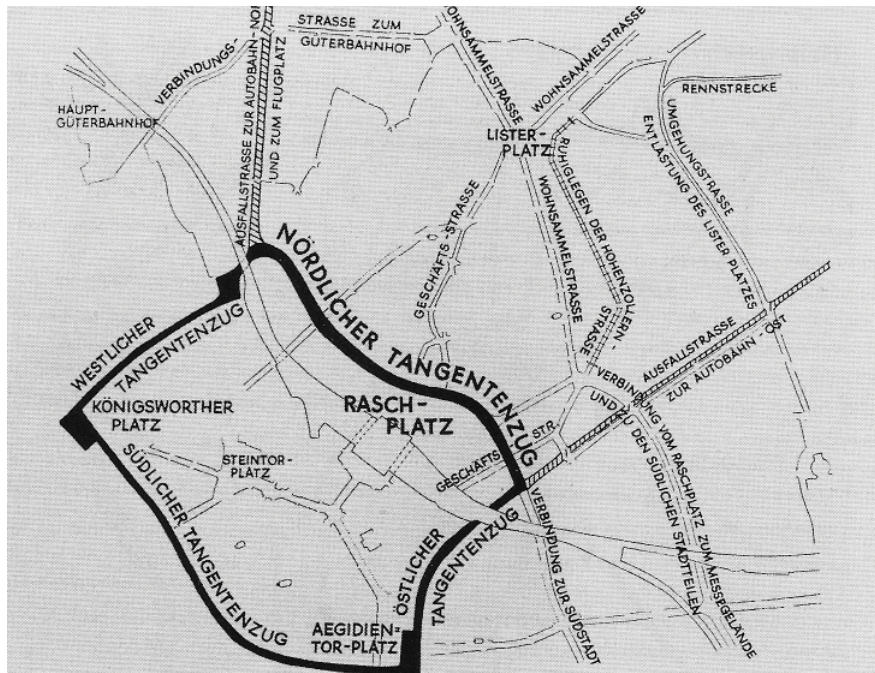 STRASSE ZUM
GÜTERBAHNHOF
VERBINDUNGS-
HAUPT-
GÜTERBAHNHOF
AUSFALLSTRASSE ZUR AUTOBAHN-NO
UND ZUM FLUGPLATZ
WOHNSAMMELSTRASSE
WOHNSAMMELSTRASSE
RENNSTRECKE
LISTER-
PLATZ
UMGEHUNGSTRASSE
ENTLASTUNG DES LISTER PLATZES
RUHIGLEGEN DER HOHENZOLLERN-
STRASSE
WOHNSAMMELSTRASSE
GESCHÄFTS-STRASSE
NÖRDLICHER TANGENTENZUG
WESTLICHER
TANGENTENZUG
KÖNIGSWORTHER
PLATZ
RASCH-
PLATZ
AUSFALLSTRASSE
ZUR AUTOBAHN-OST
STEINTOR-
PLATZ
GESCHÄFTS STR.
VERBINDUNG VOM RASCHPLATZ ZUM MESSEGELÄNDE
UND ZU DEN SÜDLICHEN STADTTEILEN
SÜDLICHER TANGENTENZUG
ÖSTLICHER
TANGENTENZUG
VERBINDUNG ZUR SÜDSTADT
AEGIDIEN-
TOR-PLATZ